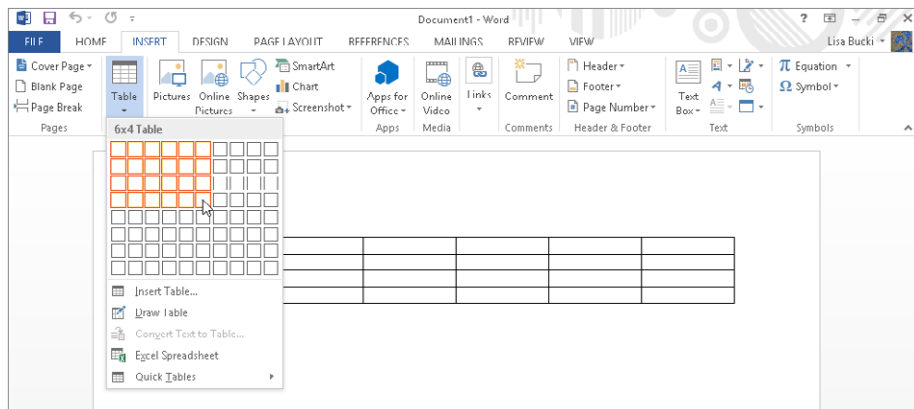 Document1 - Word
?
FILE HOME INSERT DESIGN PAGE LAYOUT REFERENCES MAILINGS REVIEW VIEW Lisa Bucki
Cover Page
Blank Page
Page Break
Pages
Table
Pictures
Online Pictures
Shapes
SmartArt
Chart
Screenshot
Apps for Office
Apps
Online Video
Media
Links
Comment
Comments
Header
Footer
Page Number
Header & Footer
Text Box
Text
π Equation
Ω Symbol
Symbols
6x4 Table
Insert Table...
Draw Table
Convert Text to Table...
Excel Spreadsheet
Quick Tables